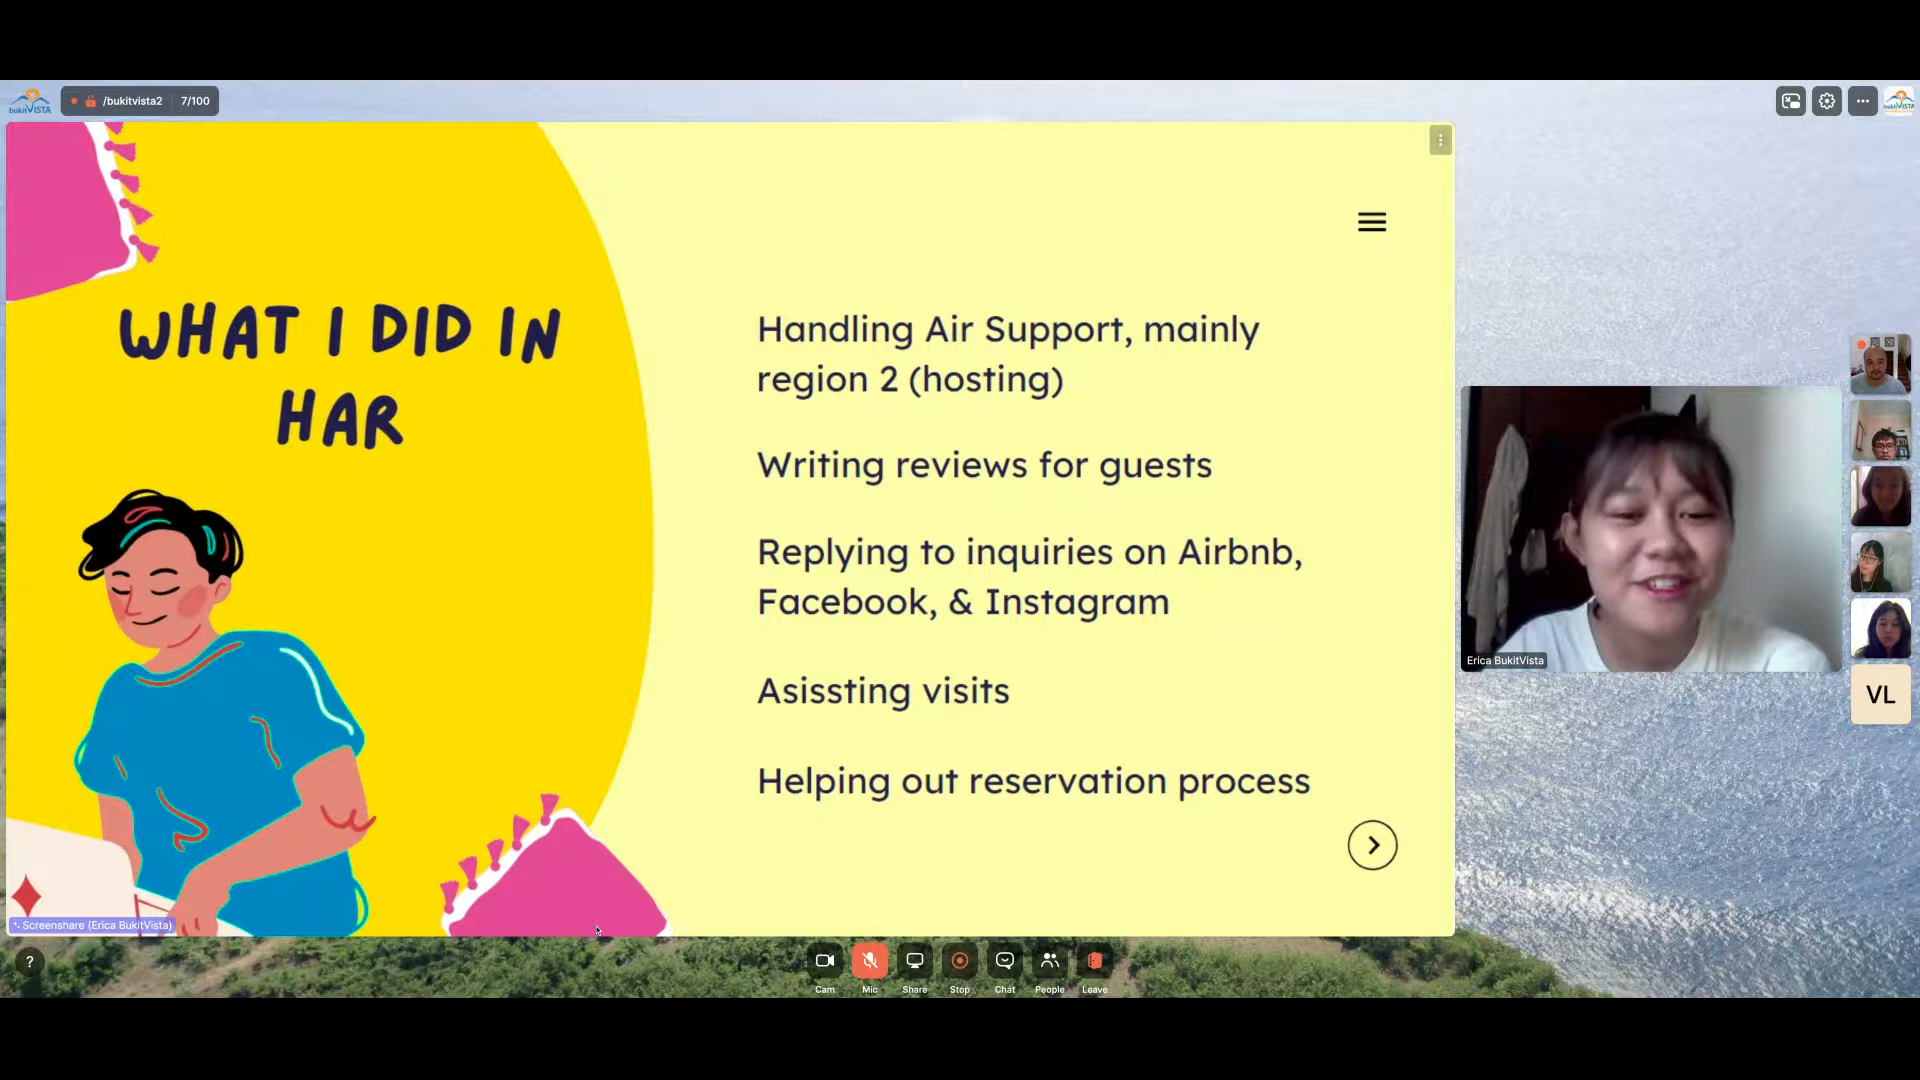 bukitVISTA
/bukitvista2 7/100
bukitVISTA
WHAT I DID IN
HAR
Handling Air Support, mainly
region 2 (hosting)
Writing reviews for guests
Replying to inquiries on Airbnb,
Facebook, & Instagram
Asissting visits
Helping out reservation process
Erica BukitVista
VL
Screenshare (Erica BukitVista)
?
Cam Mic Share Stop Chat People Leave